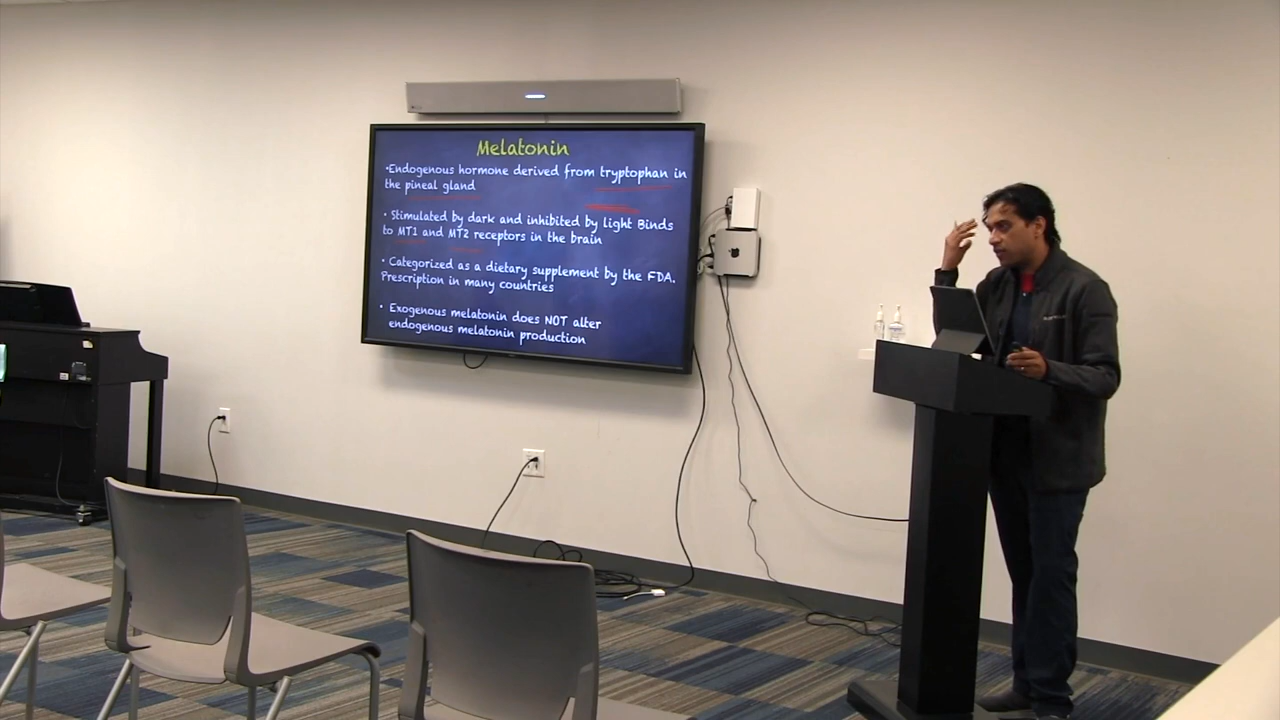 Melatonin
•Endogenous hormone derived from tryptophan in
the pineal gland
• Stimulated by dark and inhibited by light Binds
to MT1 and MT2 receptors in the brain
• Categorized as a dietary supplement by the FDA.
Prescription in many countries
• Exogenous melatonin does NOT alter
endogenous melatonin production